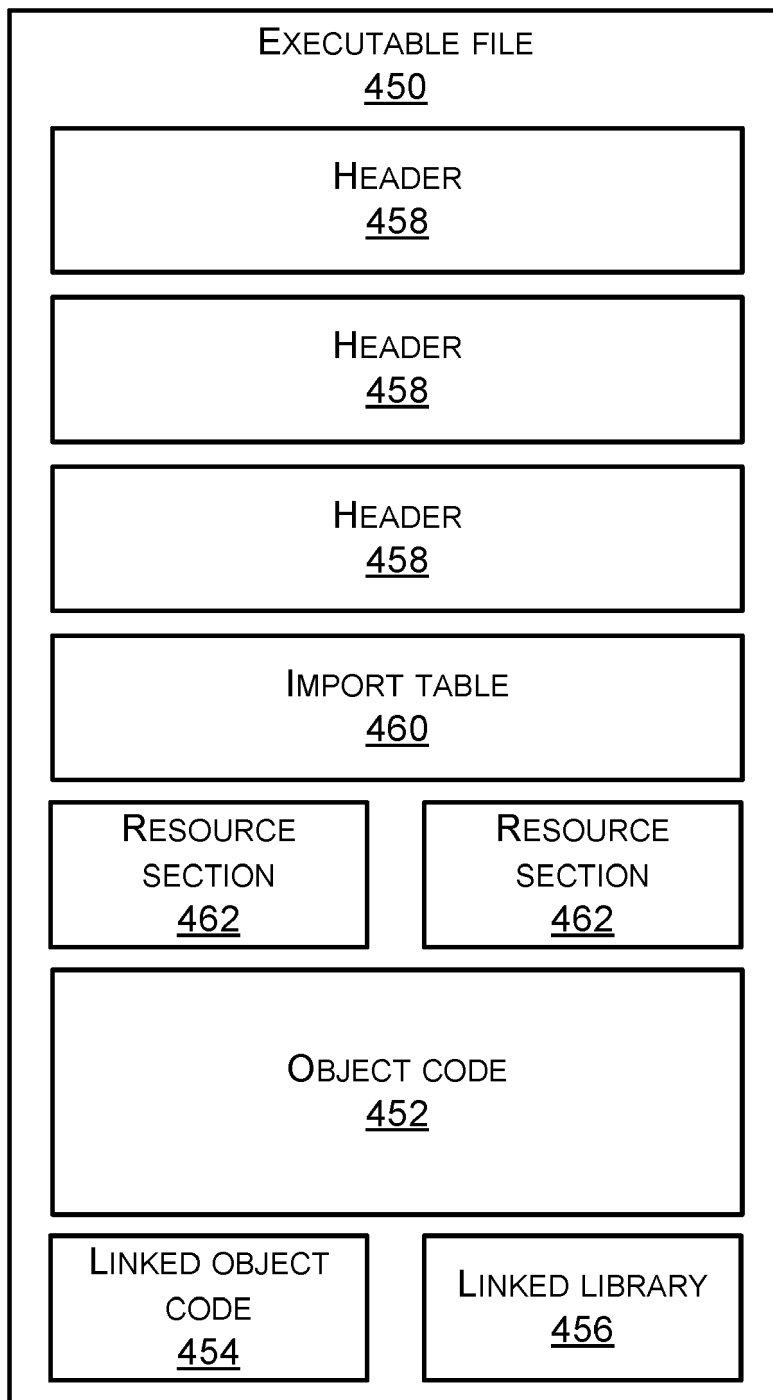 EXECUTABLE FILE
450
HEADER
458
HEADER
458
HEADER
458
IMPORT TABLE
460
RESOURCE
SECTION
462
RESOURCE
SECTION
462
OBJECT CODE
452
LINKED OBJECT
CODE
454
LINKED LIBRARY
456